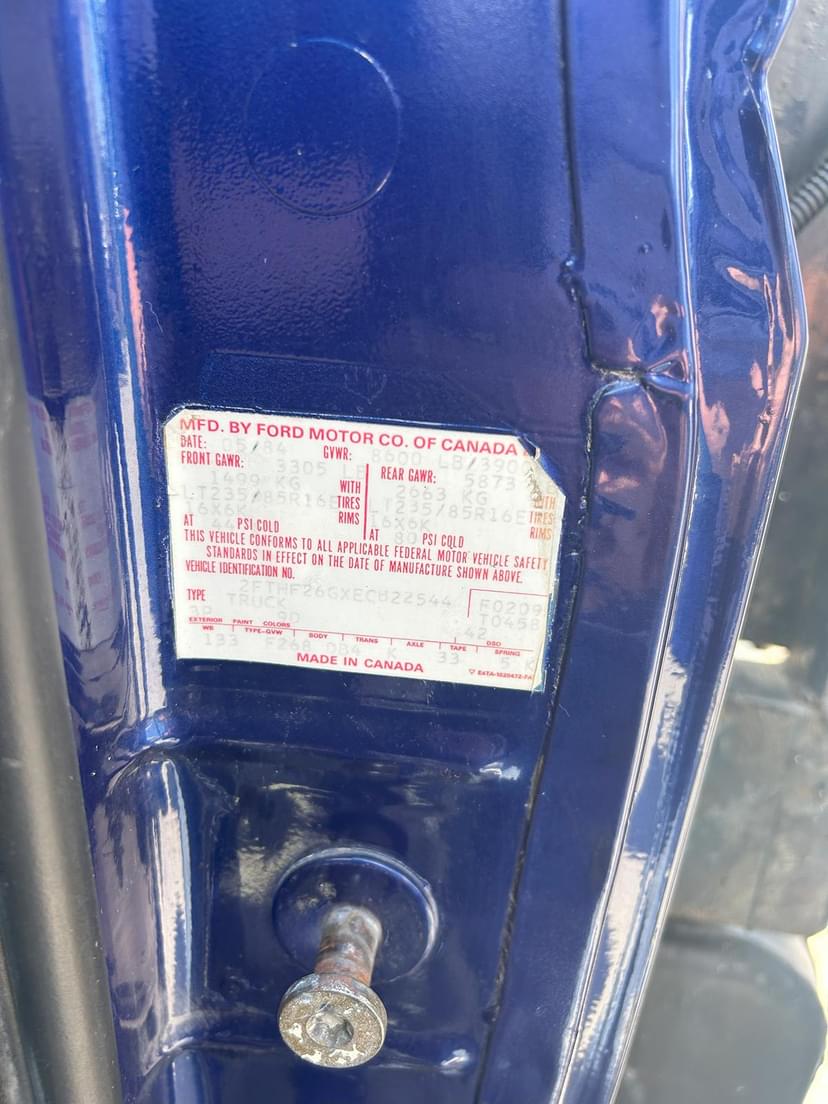 MFD. BY FORD MOTOR CO. OF CANADA
DATE: 05/84 GVWR: 8600 LB/3900
FRONT GAWR: 3305 LB REAR GAWR: 5873
1499 KG WITH 2663 KG WITH
LT235/85R16E TIRES LT235/85R16E TIRES
16X6K RIMS 16X6K RIMS
AT 44 PSI COLD AT 80 PSI COLD
THIS VEHICLE CONFORMS TO ALL APPLICABLE FEDERAL MOTOR VEHICLE SAFETY
STANDARDS IN EFFECT ON THE DATE OF MANUFACTURE SHOWN ABOVE.
VEHICLE IDENTIFICATION NO.
2FTHF26GXECB22544 F0209
TYPE TRUCK T0458
3P 9D 42
EXTERIOR PAINT COLORS DSO
WB TYPE-GVW BODY TRANS AXLE TAPE SPRING
133 F26 K 33 5 K
MADE IN CANADA